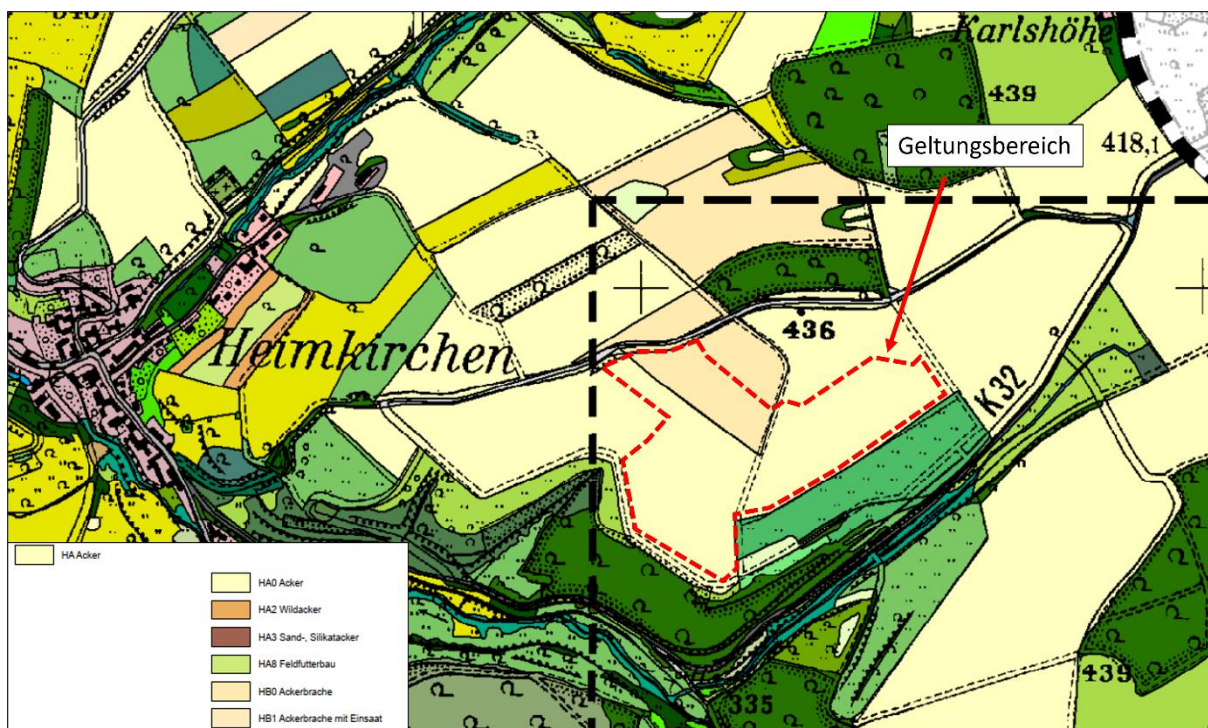 Karlshöhe
439
418,1
Geltungsbereich
Heimkirchen
436
K32
439
335
HA Acker
HA0 Acker
HA2 Wildacker
HA3 Sand-, Silikatacker
HA8 Feldfutterbau
HB0 Ackerbrache
HB1 Ackerbrache mit Einsaat